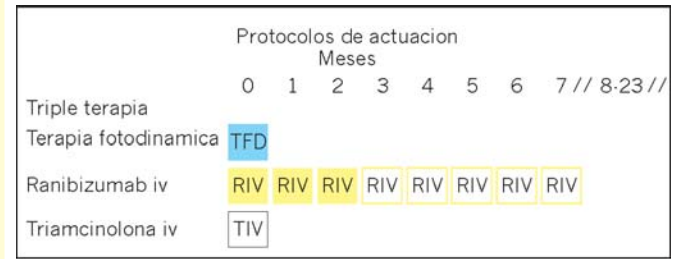 Protocolos de actuacion
Meses
0 1 2 3 4 5 6 7 // 8-23 //
Triple terapia
Terapia fotodinamica TFD
Ranibizumab iv RIV RIV RIV RIV RIV RIV RIV RIV
Triamcinolona iv TIV